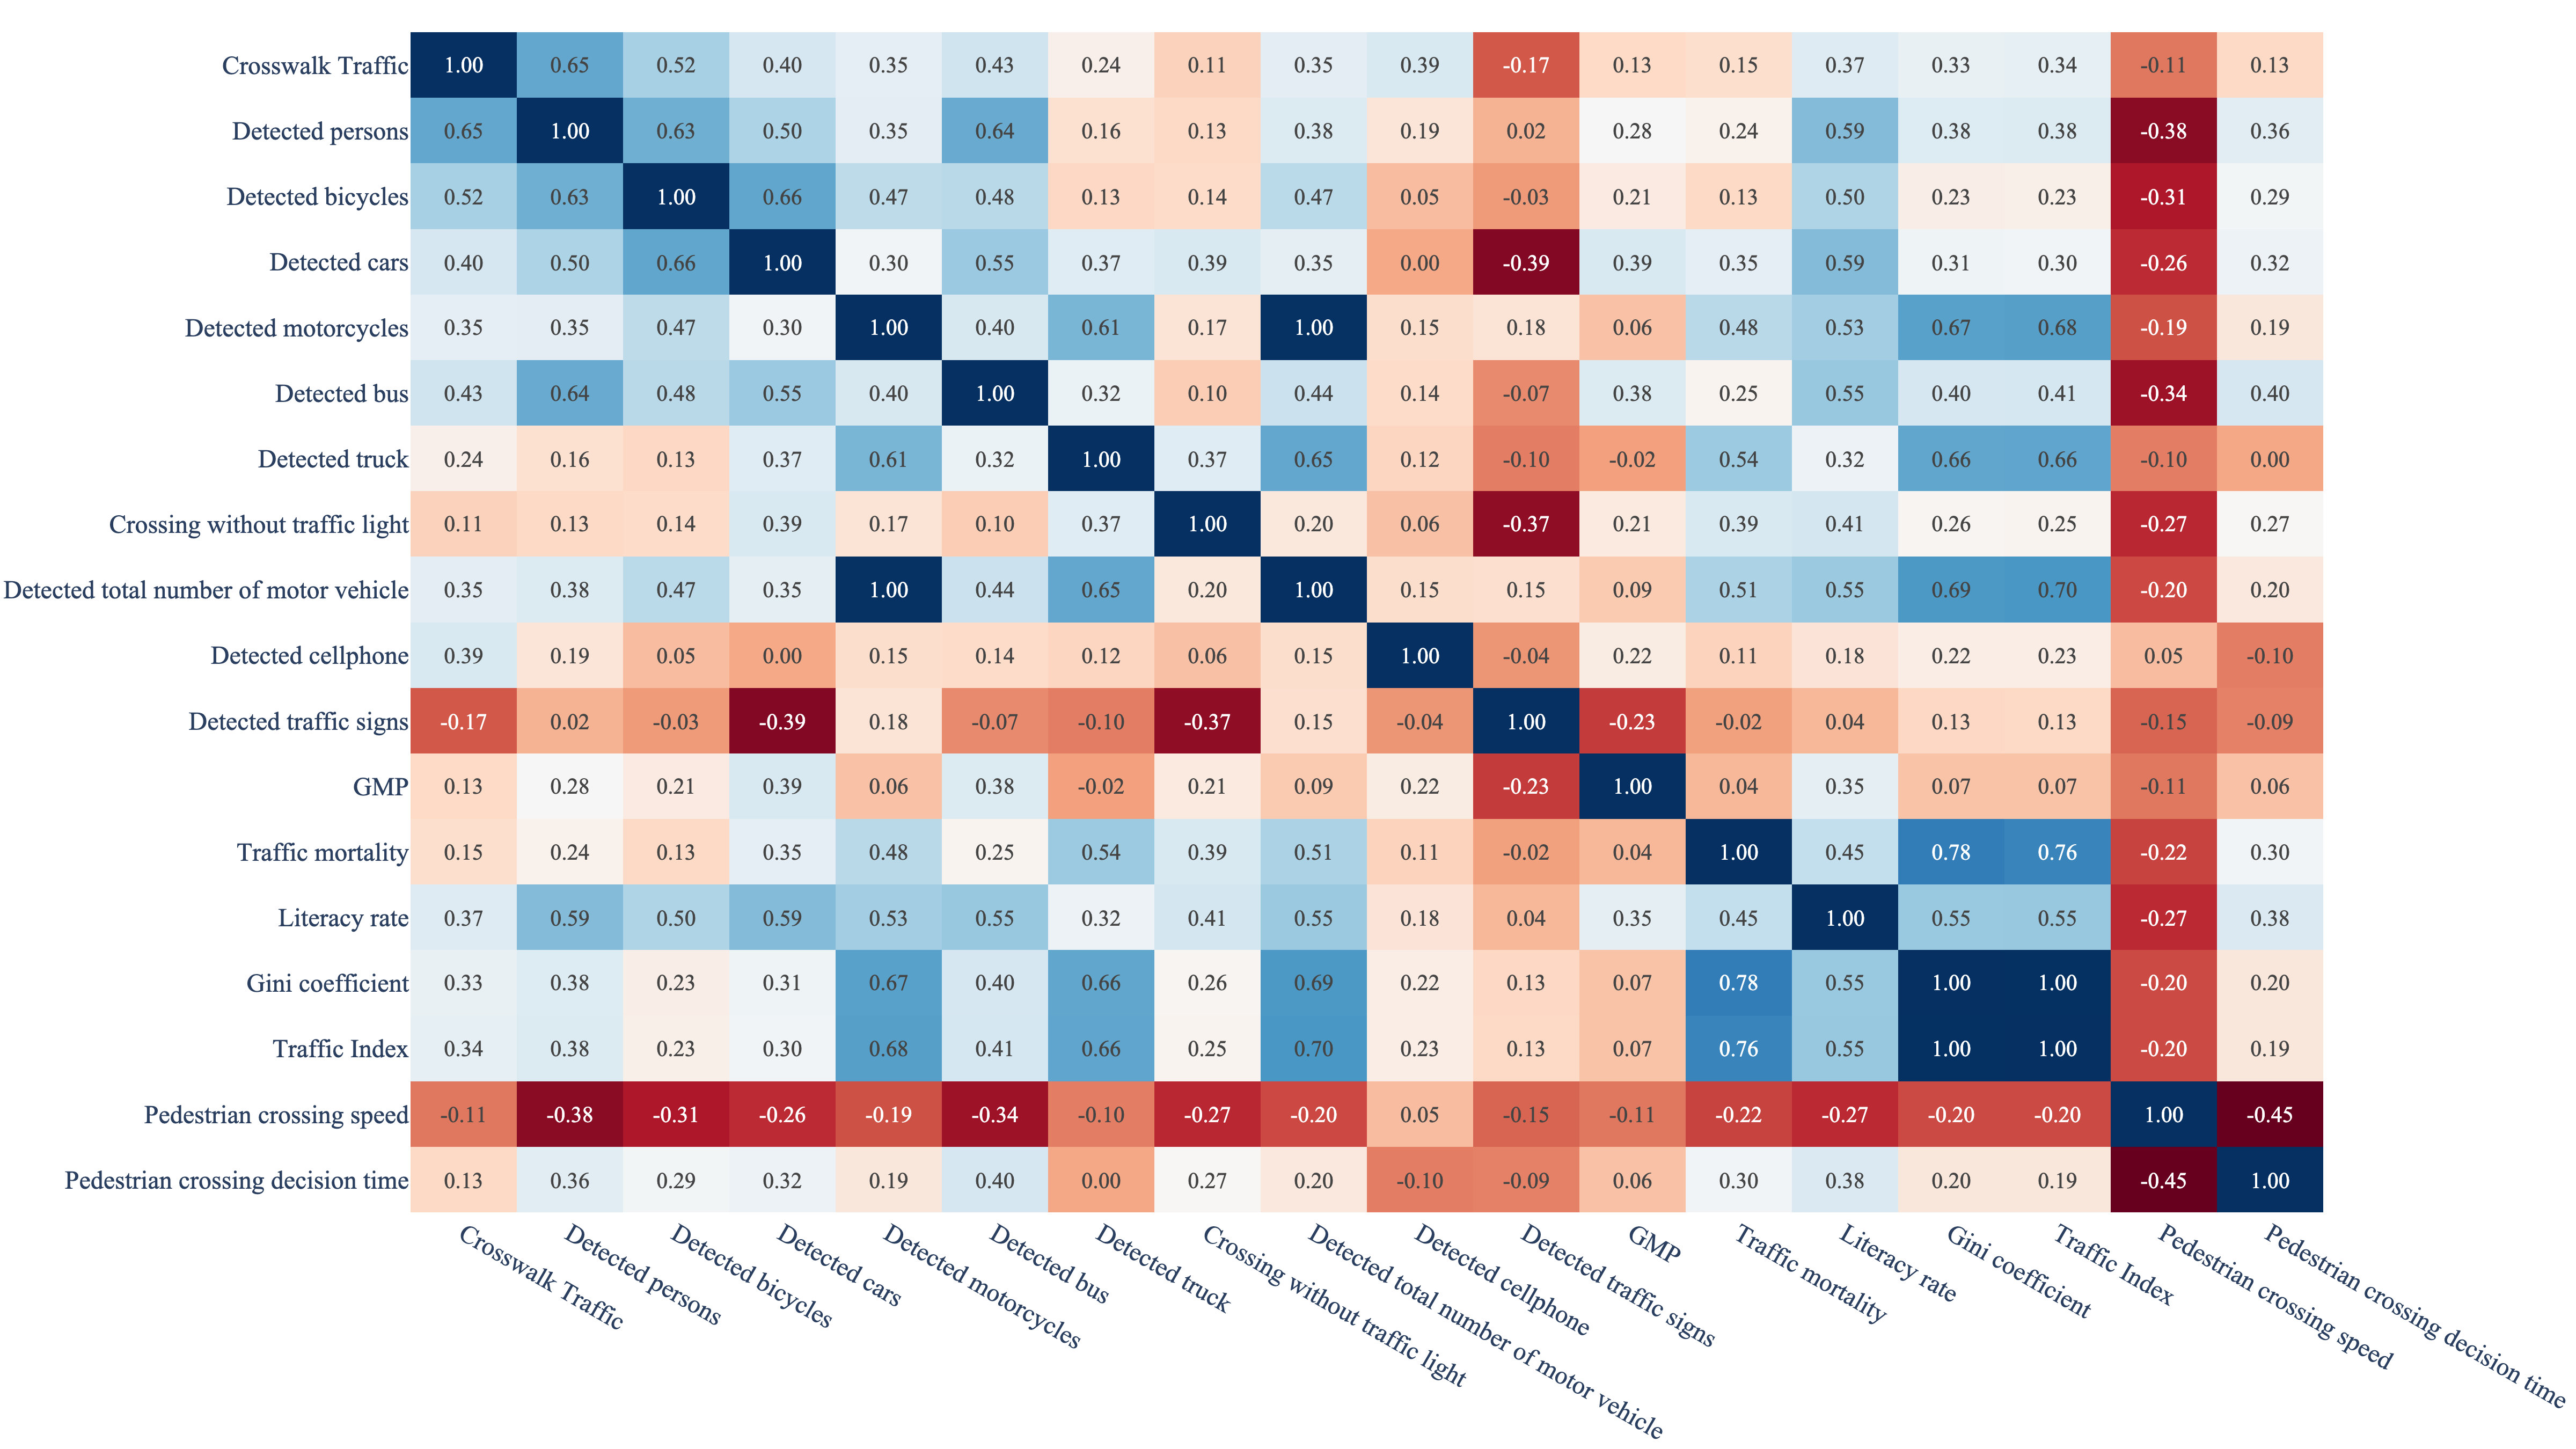 Crosswalk Traffic 1.00 0.65 0.52 0.40 0.35 0.43 0.24 0.11 0.35 0.39 -0.17 0.13 0.15 0.37 0.33 0.34 -0.11 0.13
Detected persons 0.65 1.00 0.63 0.50 0.35 0.64 0.16 0.13 0.38 0.19 0.02 0.28 0.24 0.59 0.38 0.38 -0.38 0.36
Detected bicycles 0.52 0.63 1.00 0.66 0.47 0.48 0.13 0.14 0.47 0.05 -0.03 0.21 0.13 0.50 0.23 0.23 -0.31 0.29
Detected cars 0.40 0.50 0.66 1.00 0.30 0.55 0.37 0.39 0.35 0.00 -0.39 0.39 0.35 0.59 0.31 0.30 -0.26 0.32
Detected motorcycles 0.35 0.35 0.47 0.30 1.00 0.40 0.61 0.17 1.00 0.15 0.18 0.06 0.48 0.53 0.67 0.68 -0.19 0.19
Detected bus 0.43 0.64 0.48 0.55 0.40 1.00 0.32 0.10 0.44 0.14 -0.07 0.38 0.25 0.55 0.40 0.41 -0.34 0.40
Detected truck 0.24 0.16 0.13 0.37 0.61 0.32 1.00 0.37 0.65 0.12 -0.10 -0.02 0.54 0.32 0.66 0.66 -0.10 0.00
Crossing without traffic light 0.11 0.13 0.14 0.39 0.17 0.10 0.37 1.00 0.20 0.06 -0.37 0.21 0.39 0.41 0.26 0.25 -0.27 0.27
Detected total number of motor vehicle 0.35 0.38 0.47 0.35 1.00 0.44 0.65 0.20 1.00 0.15 0.15 0.09 0.51 0.55 0.69 0.70 -0.20 0.20
Detected cellphone 0.39 0.19 0.05 0.00 0.15 0.14 0.12 0.06 0.15 1.00 -0.04 0.22 0.11 0.18 0.22 0.23 0.05 -0.10
Detected traffic signs -0.17 0.02 -0.03 -0.39 0.18 -0.07 -0.10 -0.37 0.15 -0.04 1.00 -0.23 -0.02 0.04 0.13 0.13 -0.15 -0.09
GMP 0.13 0.28 0.21 0.39 0.06 0.38 -0.02 0.21 0.09 0.22 -0.23 1.00 0.04 0.35 0.07 0.07 -0.11 0.06
Traffic mortality 0.15 0.24 0.13 0.35 0.48 0.25 0.54 0.39 0.51 0.11 -0.02 0.04 1.00 0.45 0.78 0.76 -0.22 0.30
Literacy rate 0.37 0.59 0.50 0.59 0.53 0.55 0.32 0.41 0.55 0.18 0.04 0.35 0.45 1.00 0.55 0.55 -0.27 0.38
Gini coefficient 0.33 0.38 0.23 0.31 0.67 0.40 0.66 0.26 0.69 0.22 0.13 0.07 0.78 0.55 1.00 1.00 -0.20 0.20
Traffic Index 0.34 0.38 0.23 0.30 0.68 0.41 0.66 0.25 0.70 0.23 0.13 0.07 0.76 0.55 1.00 1.00 -0.20 0.19
Pedestrian crossing speed -0.11 -0.38 -0.31 -0.26 -0.19 -0.34 -0.10 -0.27 -0.20 0.05 -0.15 -0.11 -0.22 -0.27 -0.20 -0.20 1.00 -0.45
Pedestrian crossing decision time 0.13 0.36 0.29 0.32 0.19 0.40 0.00 0.27 0.20 -0.10 -0.09 0.06 0.30 0.38 0.20 0.19 -0.45 1.00
Crosswalk Traffic
Detected persons
Detected bicycles
Detected cars
Detected motorcycles
Detected bus
Detected truck
Crossing without traffic light
Detected total number of motor vehicle
Detected cellphone
Detected traffic signs
GMP
Traffic mortality
Literacy rate
Gini coefficient
Traffic Index
Pedestrian crossing speed
Pedestrian crossing decision time